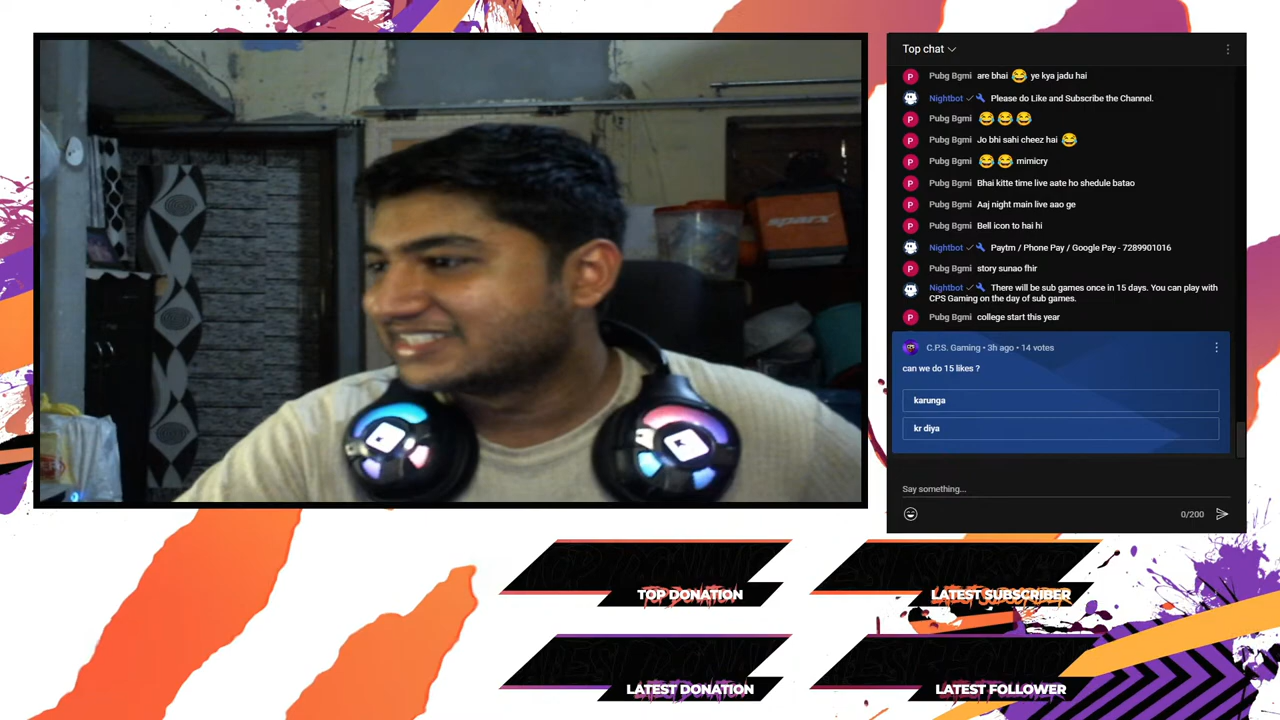 Top chat
Pubg Bgmi are bhai 😂 ye kya jadu hai
Nightbot Please do Like and Subscribe the Channel.
Pubg Bgmi 😂😂😂
Pubg Bgmi Jo bhi sahi cheez hai 😂
Pubg Bgmi 😂😂 mimicry
Pubg Bgmi Bhai kitte time live aate ho shedule batao
Pubg Bgmi Aaj night main live aao ge
Pubg Bgmi Bell icon to hai hi
Nightbot Paytm / Phone Pay / Google Pay - 7289901016
Pubg Bgmi story sunao fhir
Nightbot There will be sub games once in 15 days. You can play with
CPS Gaming on the day of sub games.
Pubg Bgmi college start this year
C.P.S. Gaming • 3h ago • 14 votes
can we do 15 likes ?
karunga
kr diya
Say something...
0/200
sparx
TOP DONATION
LATEST SUBSCRIBER
LATEST DONATION
LATEST FOLLOWER